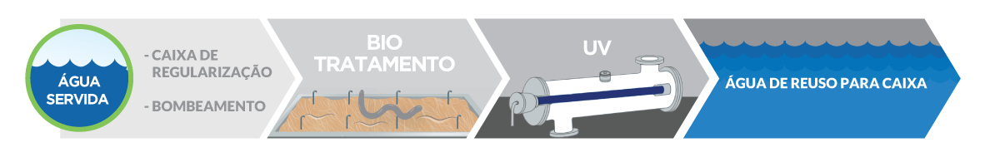 ÁGUA
SERVIDA
- CAIXA DE
REGULARIZAÇÃO
- BOMBEAMENTO
BIO
TRATAMENTO
UV
ÁGUA DE REUSO PARA CAIXA